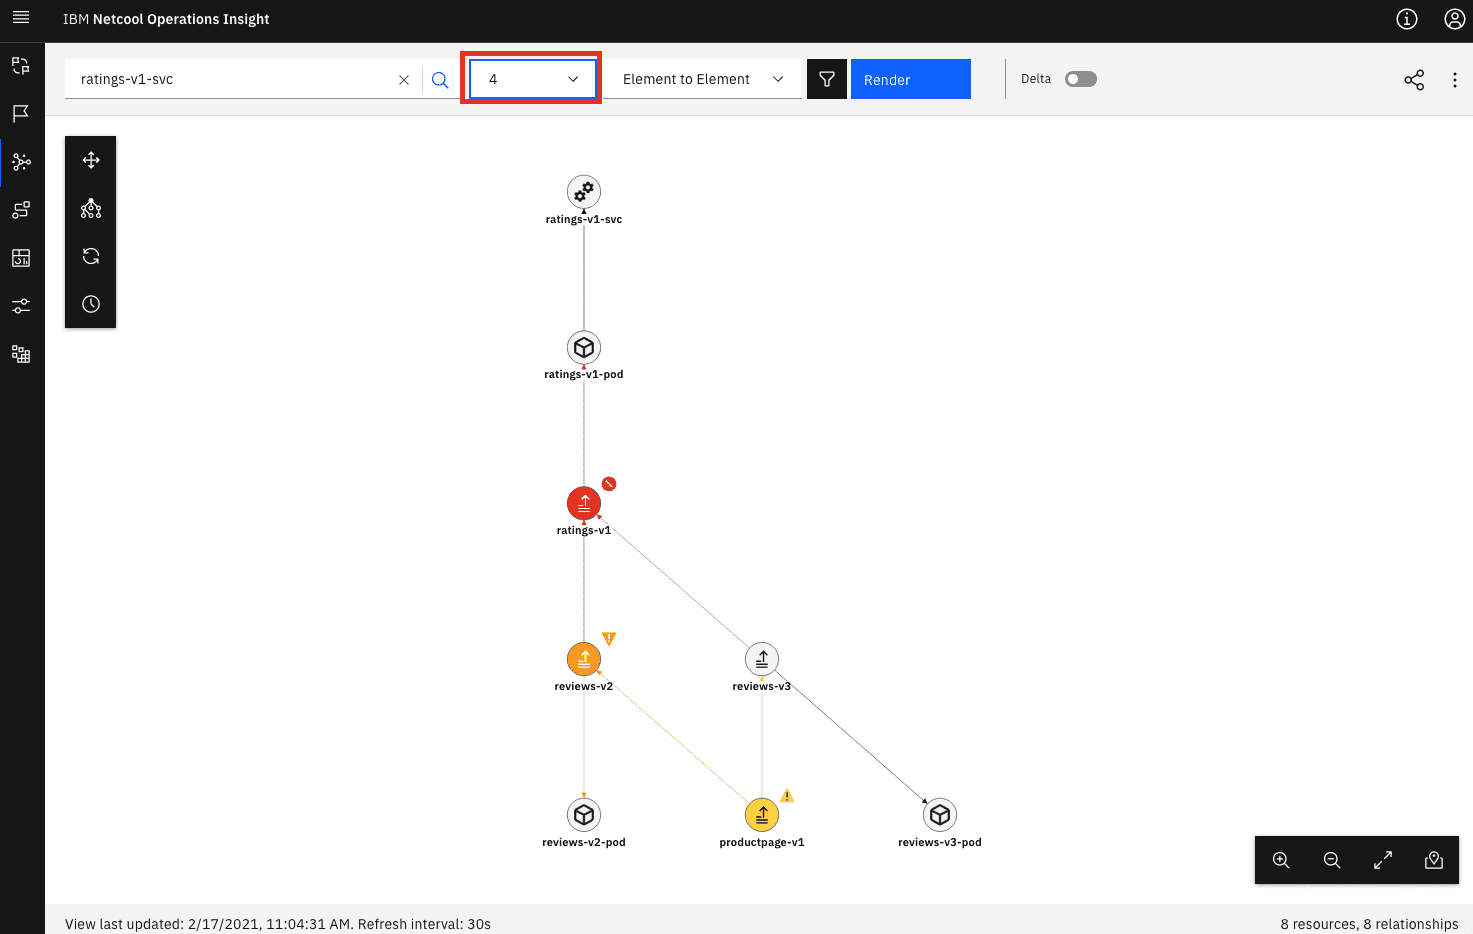 IBM Netcool Operations Insight
ratings-v1-svc
4
Element to Element
Render
Delta
ratings-v1-svc
ratings-v1-pod
ratings-v1
reviews-v2
reviews-v3
reviews-v2-pod
productpage-v1
reviews-v3-pod
View last updated: 2/17/2021, 11:04:31 AM. Refresh interval: 30s
8 resources, 8 relationships